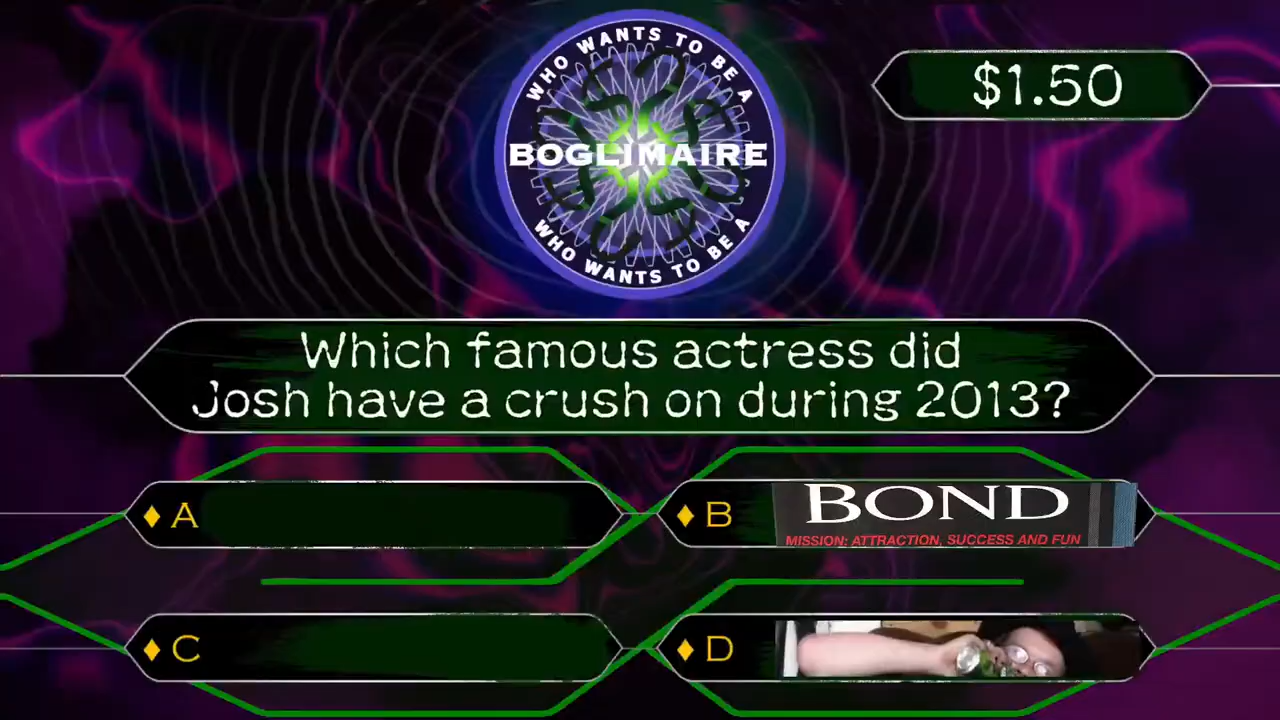 WHO WANTS TO BE A
BOGLIMAIRE
WHO WANTS TO BE A
$1.50
Which famous actress did
Josh have a crush on during 2013?
A
B
BOND
MISSION: ATTRACTION, SUCCESS AND FUN
C
D